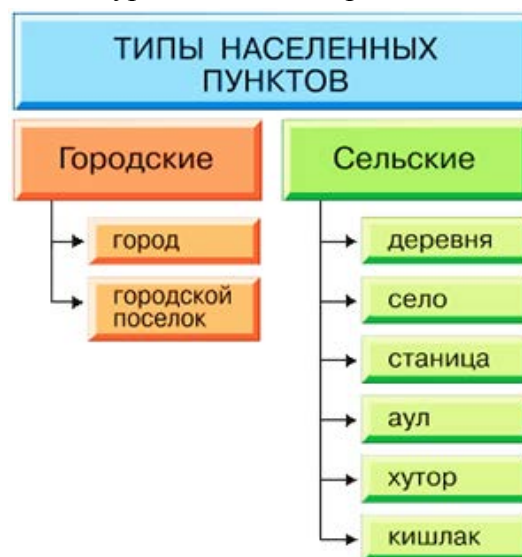 ТИПЫ НАСЕЛЕННЫХ
ПУНКТОВ
Городские
город
городской
поселок
Сельские
деревня
село
станица
аул
хутор
кишлак